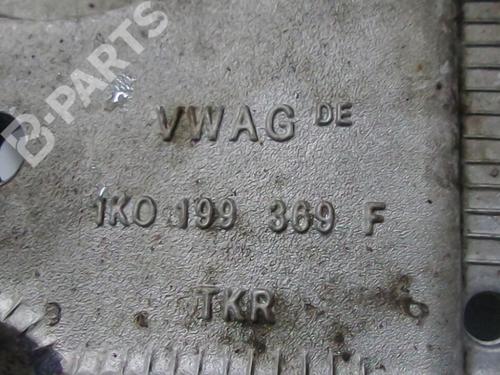 B-PARTS
VWAG DE
1K0 199 369 F
TKR